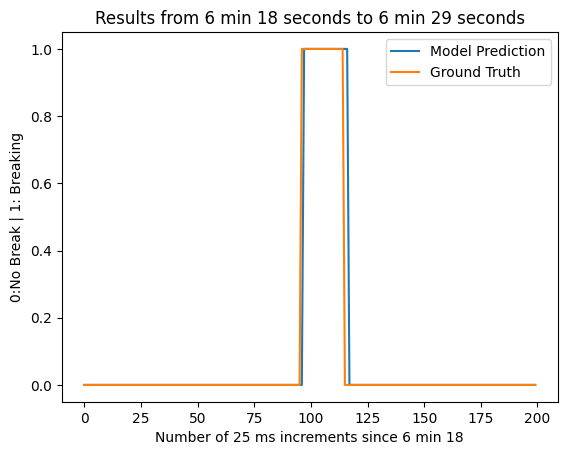 Results from 6 min 18 seconds to 6 min 29 seconds
Model Prediction
Ground Truth
0:No Break | 1: Breaking
1.0
0.8
0.6
0.4
0.2
0.0
0 25 50 75 100 125 150 175 200
Number of 25 ms increments since 6 min 18